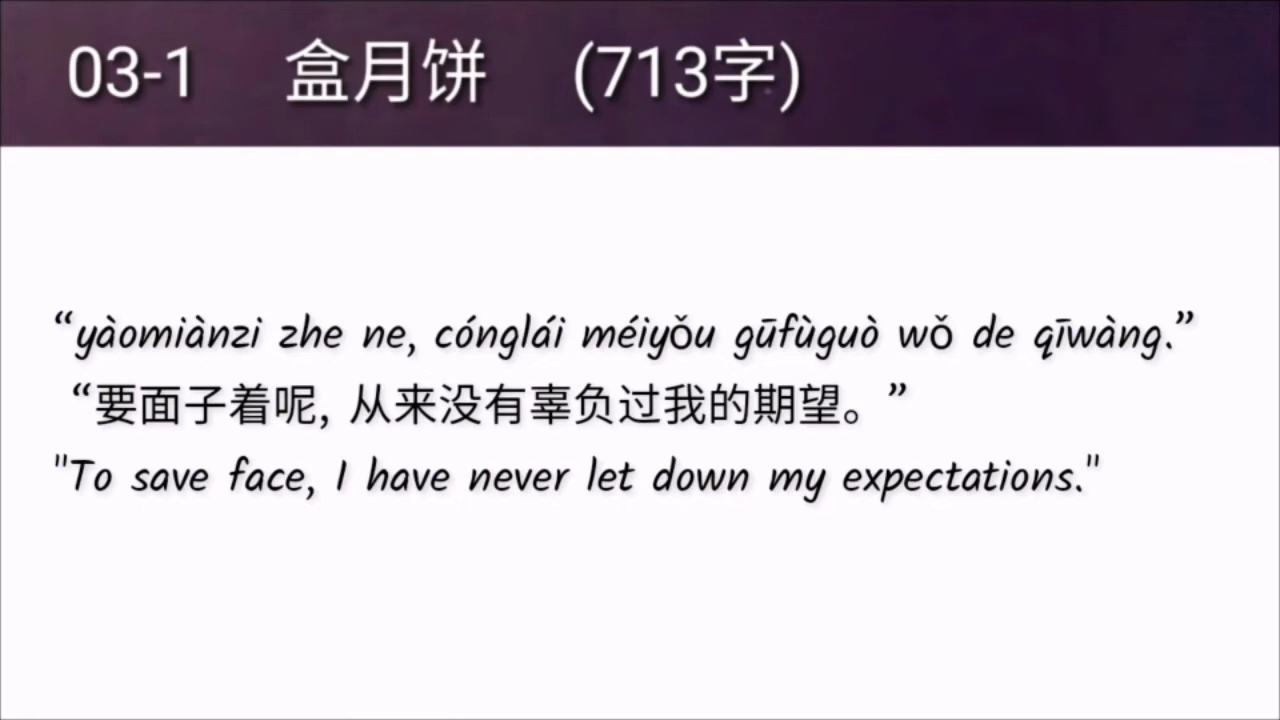 03-1 盒月饼 (713字)
“yàomiànzi zhe ne, cónglái méiyǒu gūfùguò wǒ de qīwàng.”
“要面子着呢, 从来没有辜负过我的期望。”
"To save face, I have never let down my expectations."